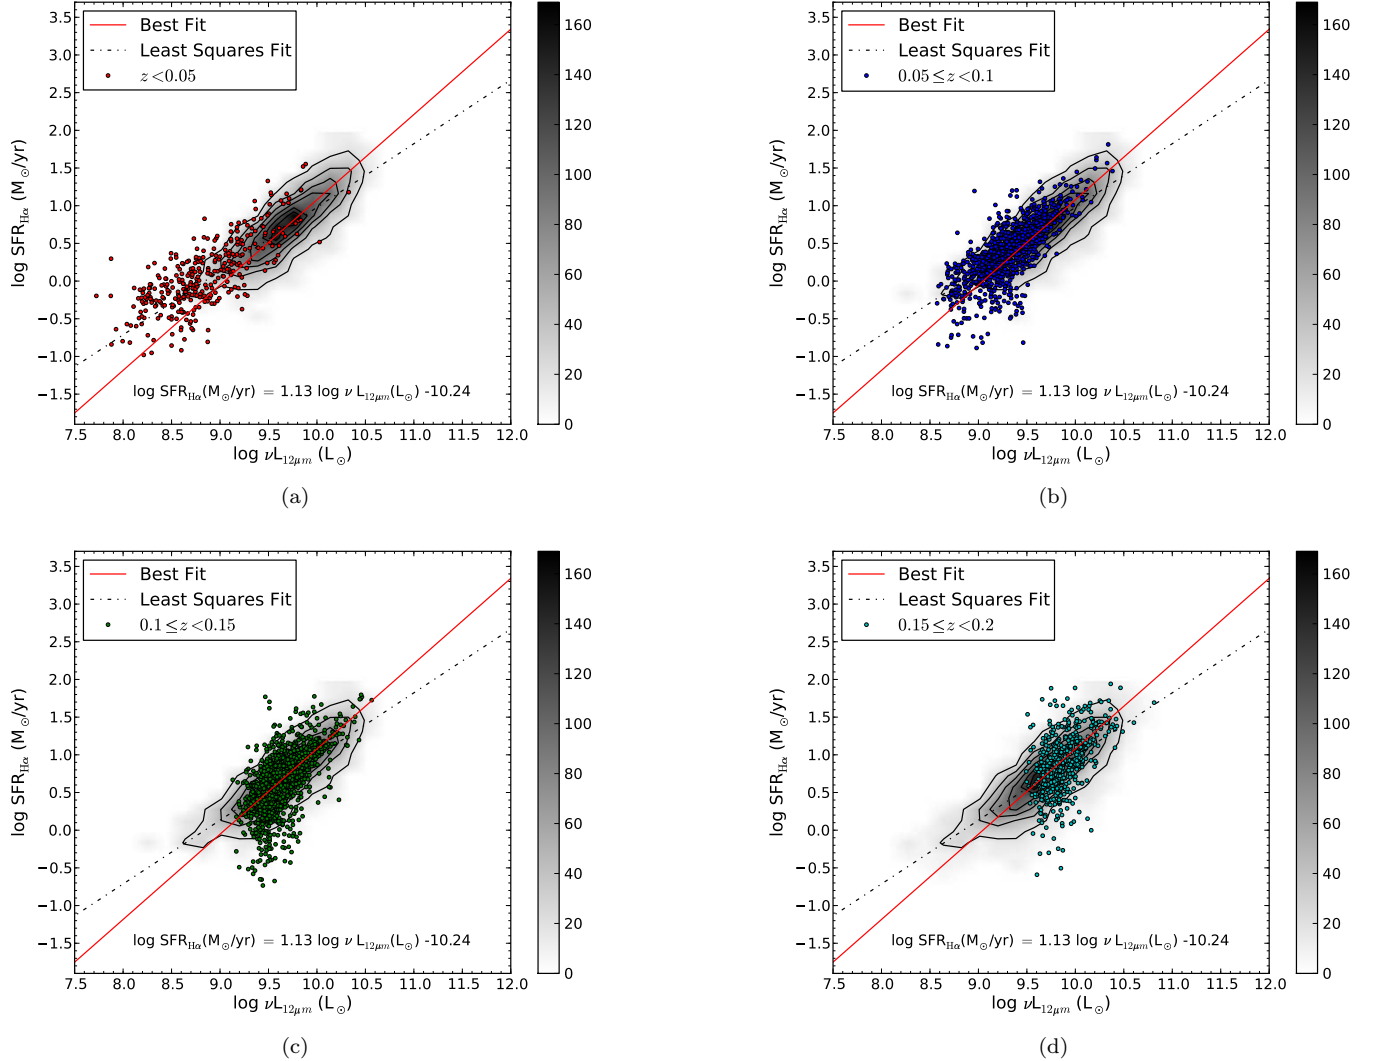 Best Fit
Least Squares Fit
z<0.05
3.5
3.0
2.5
2.0
1.5
1.0
0.5
0.0
−0.5
−1.0
−1.5
log SFR_Hα (M_⊙/yr)
log SFR_Hα(M_⊙/yr) = 1.13 log ν L_12μm(L_⊙) -10.24
7.5 8.0 8.5 9.0 9.5 10.0 10.5 11.0 11.5 12.0
log νL_12μm (L_⊙)
160
140
120
100
80
60
40
20
0
(a)
Best Fit
Least Squares Fit
0.05≤z<0.1
3.5
3.0
2.5
2.0
1.5
1.0
0.5
0.0
−0.5
−1.0
−1.5
log SFR_Hα (M_⊙/yr)
log SFR_Hα(M_⊙/yr) = 1.13 log ν L_12μm(L_⊙) -10.24
7.5 8.0 8.5 9.0 9.5 10.0 10.5 11.0 11.5 12.0
log νL_12μm (L_⊙)
160
140
120
100
80
60
40
20
0
(b)
Best Fit
Least Squares Fit
0.1≤z<0.15
3.5
3.0
2.5
2.0
1.5
1.0
0.5
0.0
−0.5
−1.0
−1.5
log SFR_Hα (M_⊙/yr)
log SFR_Hα(M_⊙/yr) = 1.13 log ν L_12μm(L_⊙) -10.24
7.5 8.0 8.5 9.0 9.5 10.0 10.5 11.0 11.5 12.0
log νL_12μm (L_⊙)
160
140
120
100
80
60
40
20
0
(c)
Best Fit
Least Squares Fit
0.15≤z<0.2
3.5
3.0
2.5
2.0
1.5
1.0
0.5
0.0
−0.5
−1.0
−1.5
log SFR_Hα (M_⊙/yr)
log SFR_Hα(M_⊙/yr) = 1.13 log ν L_12μm(L_⊙) -10.24
7.5 8.0 8.5 9.0 9.5 10.0 10.5 11.0 11.5 12.0
log νL_12μm (L_⊙)
160
140
120
100
80
60
40
20
0
(d)